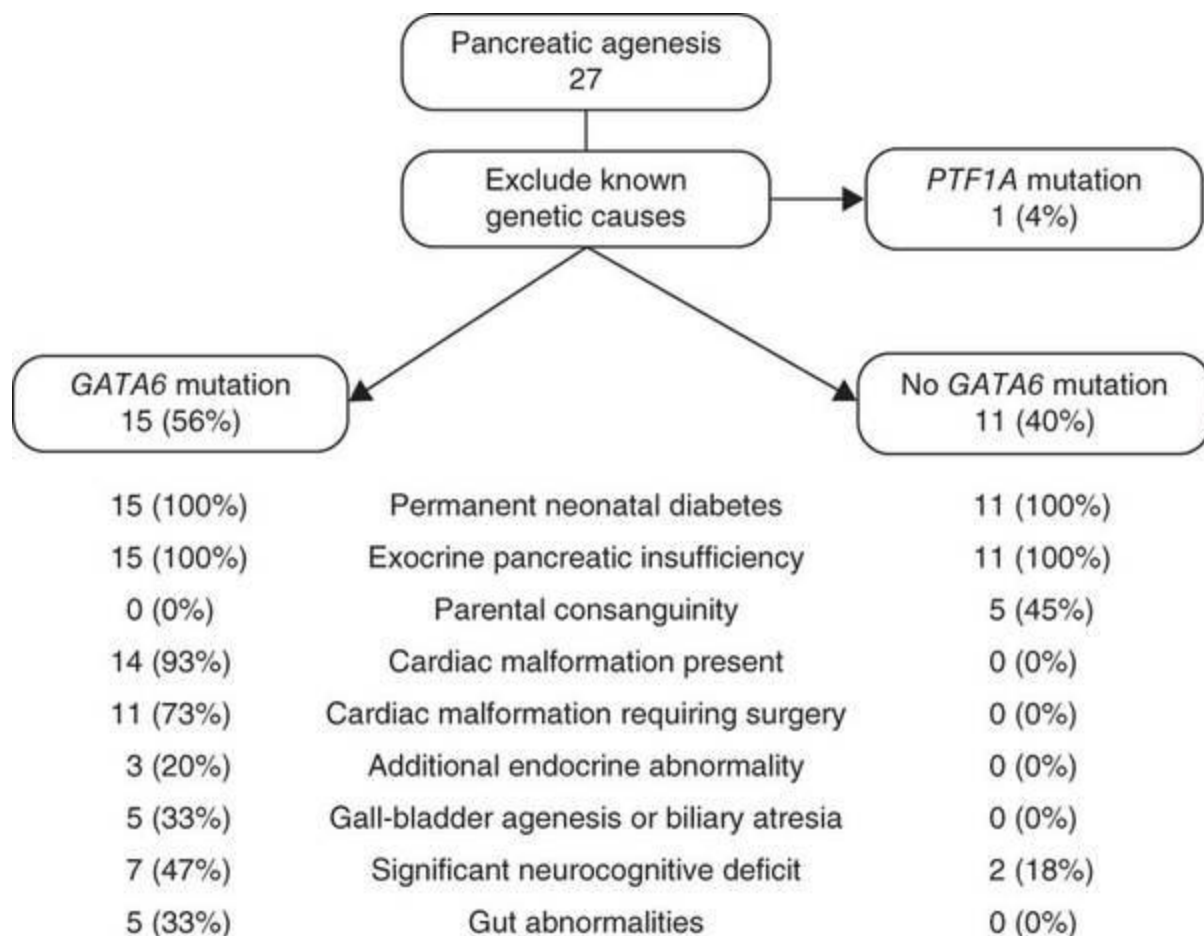 Pancreatic agenesis
27
Exclude known
genetic causes
PTF1A mutation
1 (4%)
GATA6 mutation
15 (56%)
No GATA6 mutation
11 (40%)
15 (100%) Permanent neonatal diabetes 11 (100%)
15 (100%) Exocrine pancreatic insufficiency 11 (100%)
0 (0%) Parental consanguinity 5 (45%)
14 (93%) Cardiac malformation present 0 (0%)
11 (73%) Cardiac malformation requiring surgery 0 (0%)
3 (20%) Additional endocrine abnormality 0 (0%)
5 (33%) Gall-bladder agenesis or biliary atresia 0 (0%)
7 (47%) Significant neurocognitive deficit 2 (18%)
5 (33%) Gut abnormalities 0 (0%)